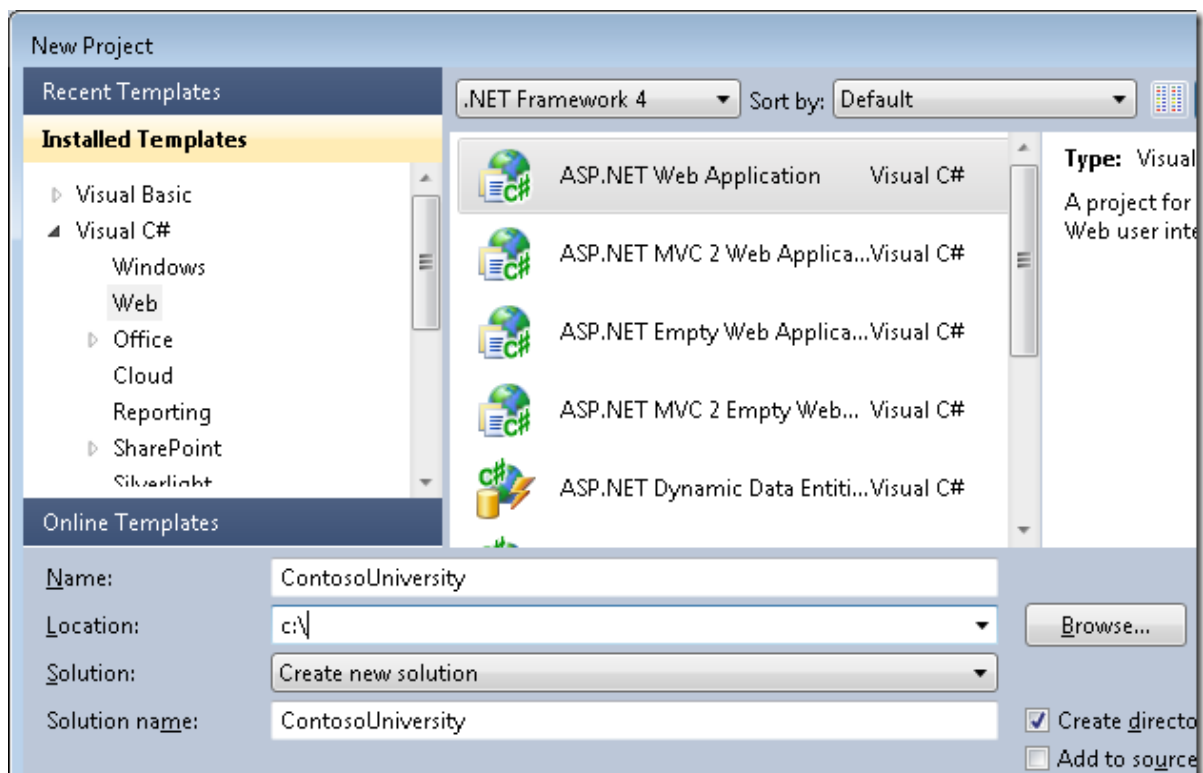 New Project
Recent Templates
Installed Templates
Visual Basic
Visual C#
Windows
Web
Office
Cloud
Reporting
SharePoint
Silverlight
Online Templates
.NET Framework 4
Sort by: Default
ASP.NET Web Application Visual C#
ASP.NET MVC 2 Web Applica... Visual C#
ASP.NET Empty Web Applica... Visual C#
ASP.NET MVC 2 Empty Web... Visual C#
ASP.NET Dynamic Data Entiti... Visual C#
Type: Visual
A project for
Web user inte
Name: ContosoUniversity
Location: c:\
Browse...
Solution: Create new solution
Solution name: ContosoUniversity
Create directo
Add to source